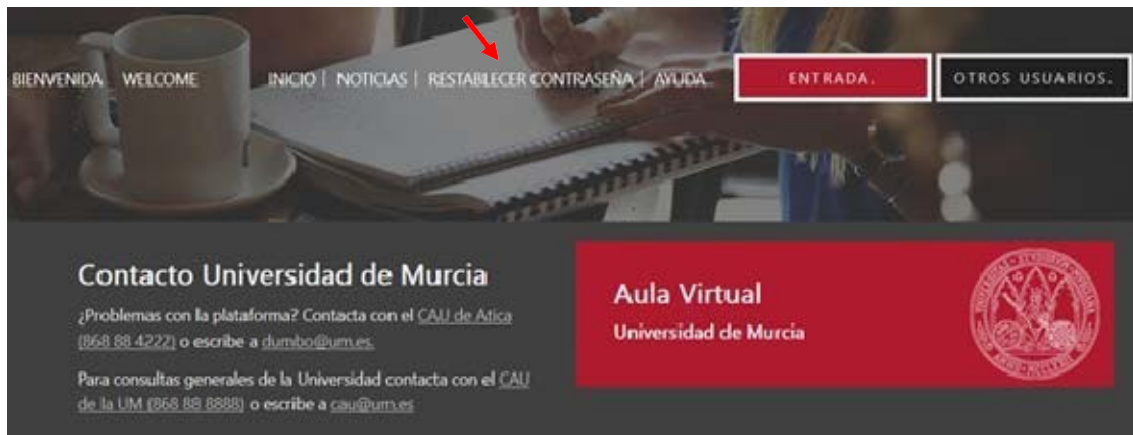 BIENVENIDA WELCOME INICIO | NOTICIAS | RESTABLECER CONTRASEÑA | AYUDA ENTRADA. OTROS USUARIOS.
Contacto Universidad de Murcia
¿Problemas con la plataforma? Contacta con el CAU de Atica
(868 88 4222) o escribe a dumbo@um.es.
Para consultas generales de la Universidad contacta con el CAU
de la UM (868 88 8888) o escribe a cau@um.es
Aula Virtual
Universidad de Murcia